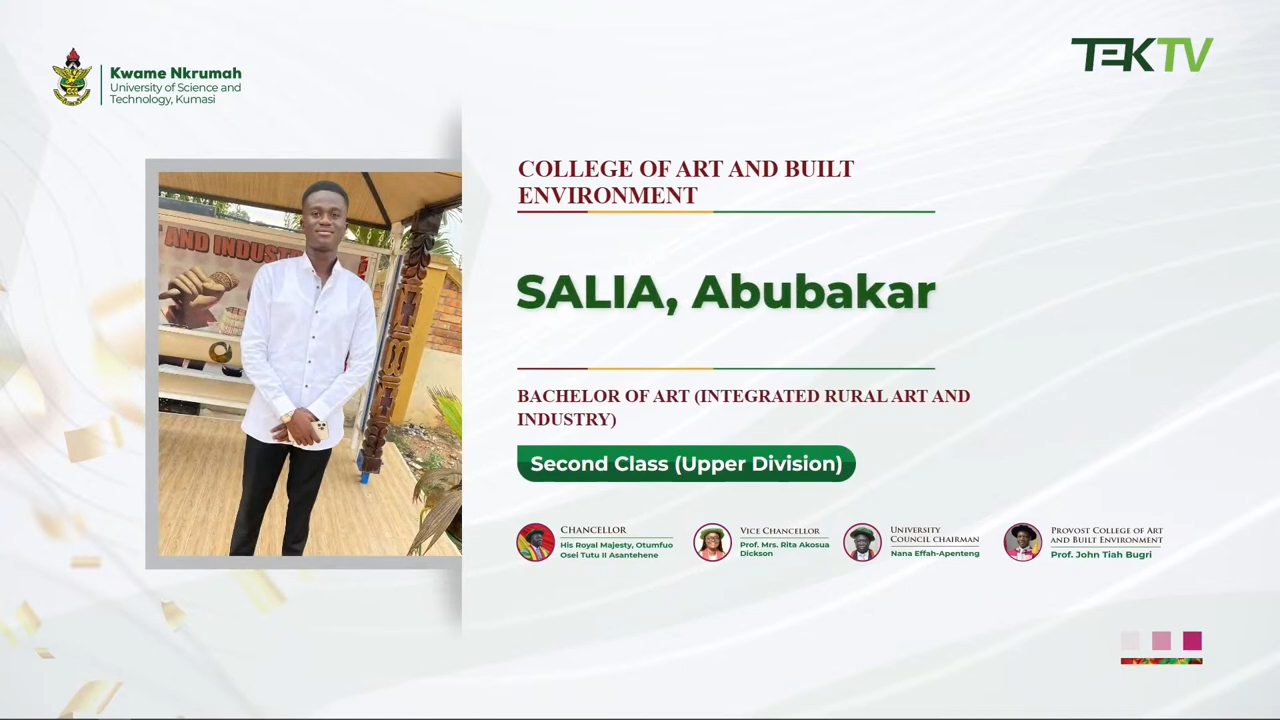 Kwame Nkrumah
University of Science and
Technology, Kumasi
TEKTV
COLLEGE OF ART AND BUILT
ENVIRONMENT
AND INDUST
SALIA, Abubakar
BACHELOR OF ART (INTEGRATED RURAL ART AND
INDUSTRY)
Second Class (Upper Division)
CHANCELLOR
His Royal Majesty, Otumfuo
Osei Tutu II Asantehene
VICE CHANCELLOR
Prof. Mrs. Rita Akosua
Dickson
UNIVERSITY
COUNCIL CHAIRMAN
Nana Effah-Apenteng
PROVOST COLLEGE OF ART
AND BUILT ENVIRONMENT
Prof. John Tiah Bugri